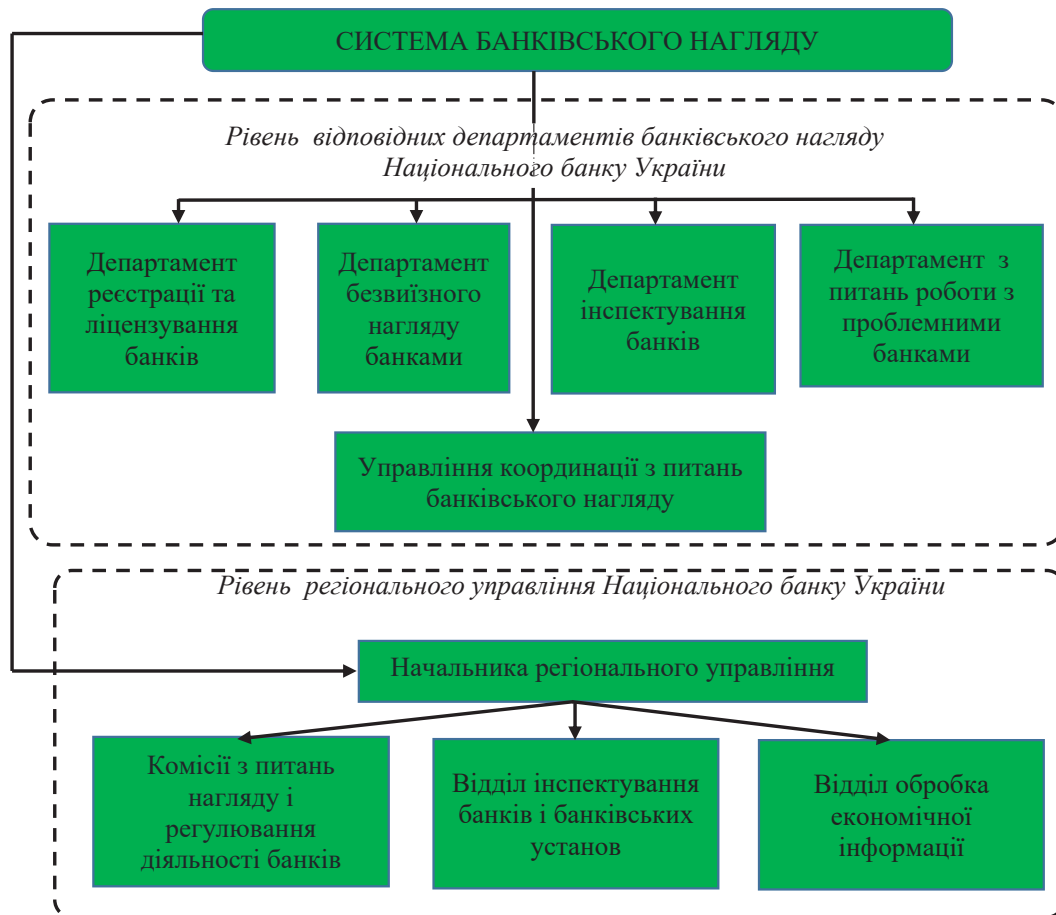 СИСТЕМА БАНКІВСЬКОГО НАГЛЯДУ
Рівень відповідних департаментів банківського нагляду
Національного банку України
Департамент
реєстрації та
ліцензування
банків
Департамент
безвиїзного
нагляду
банками
Департамент
інспектування
банків
Департамент з
питань роботи з
проблемними
банками
Управління координації з питань
банківського нагляду
Рівень регіонального управління Національного банку України
Начальника регіонального управління
Комісії з питань
нагляду і
регулювання
діяльності банків
Відділ інспектування
банків і банківських
установ
Відділ обробка
економічної
інформації